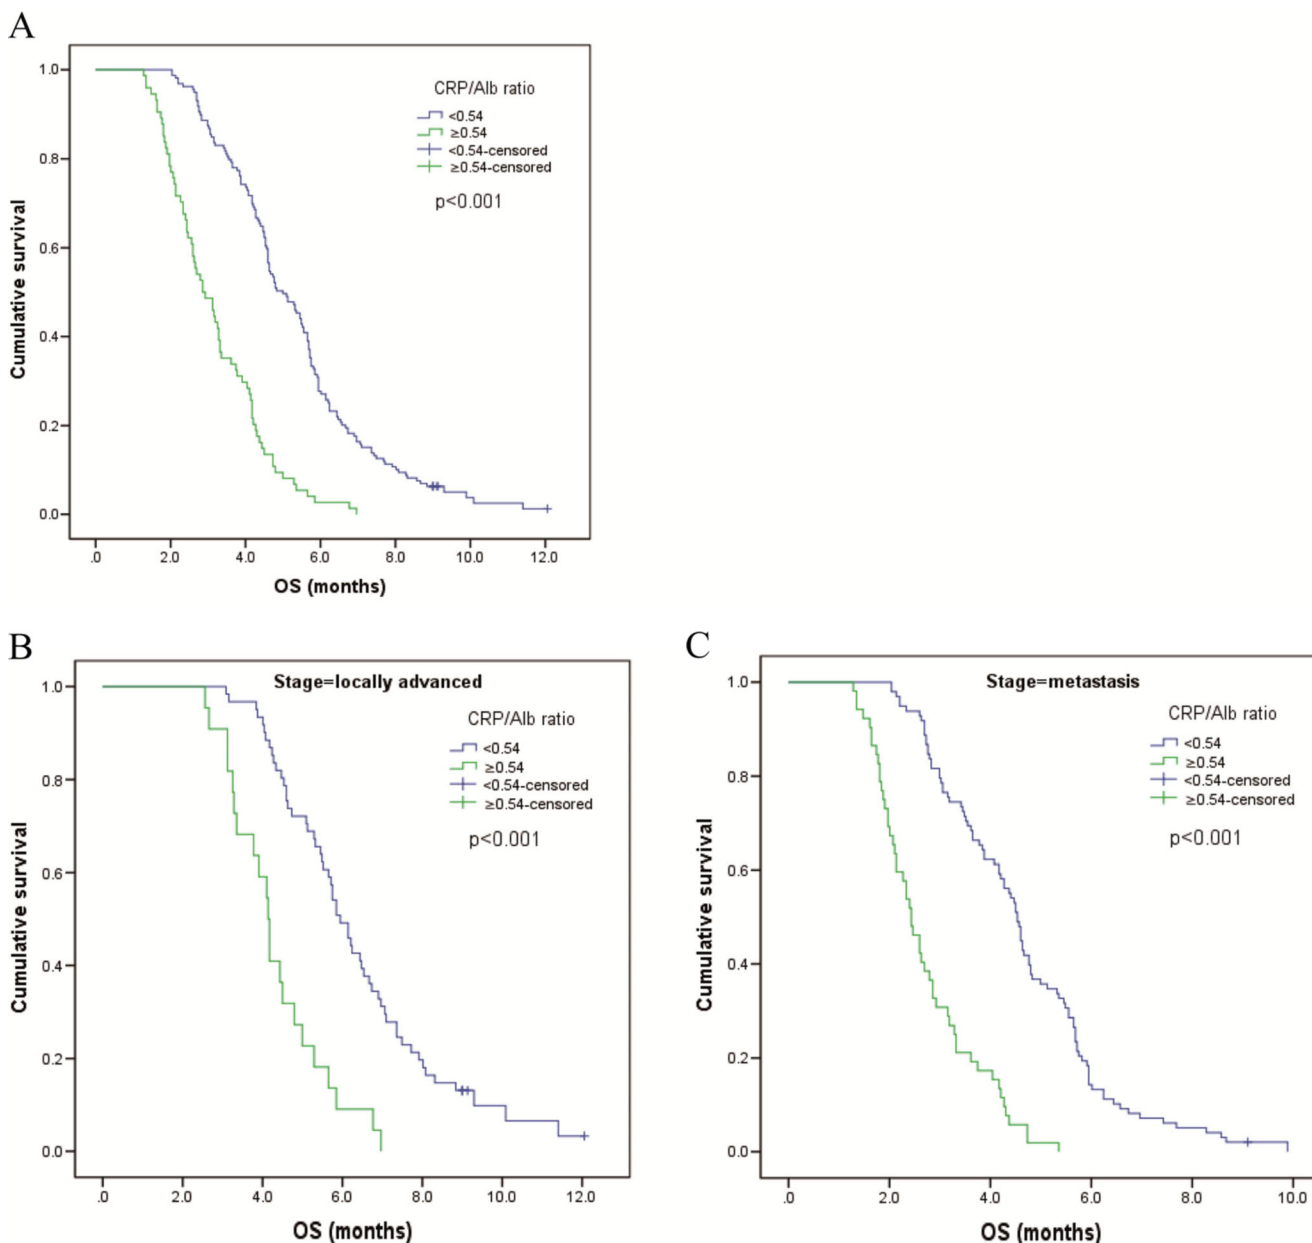 A
CRP/Alb ratio
<0.54
≥0.54
<0.54-censored
≥0.54-censored
p<0.001
Cumulative survival
1.0
0.8
0.6
0.4
0.2
0.0
.0 2.0 4.0 6.0 8.0 10.0 12.0
OS (months)
B
Stage=locally advanced
CRP/Alb ratio
<0.54
≥0.54
<0.54-censored
≥0.54-censored
p<0.001
Cumulative survival
1.0
0.8
0.6
0.4
0.2
0.0
.0 2.0 4.0 6.0 8.0 10.0 12.0
OS (months)
C
Stage=metastasis
CRP/Alb ratio
<0.54
≥0.54
<0.54-censored
≥0.54-censored
p<0.001
Cumulative survival
1.0
0.8
0.6
0.4
0.2
0.0
.0 2.0 4.0 6.0 8.0 10.0
OS (months)